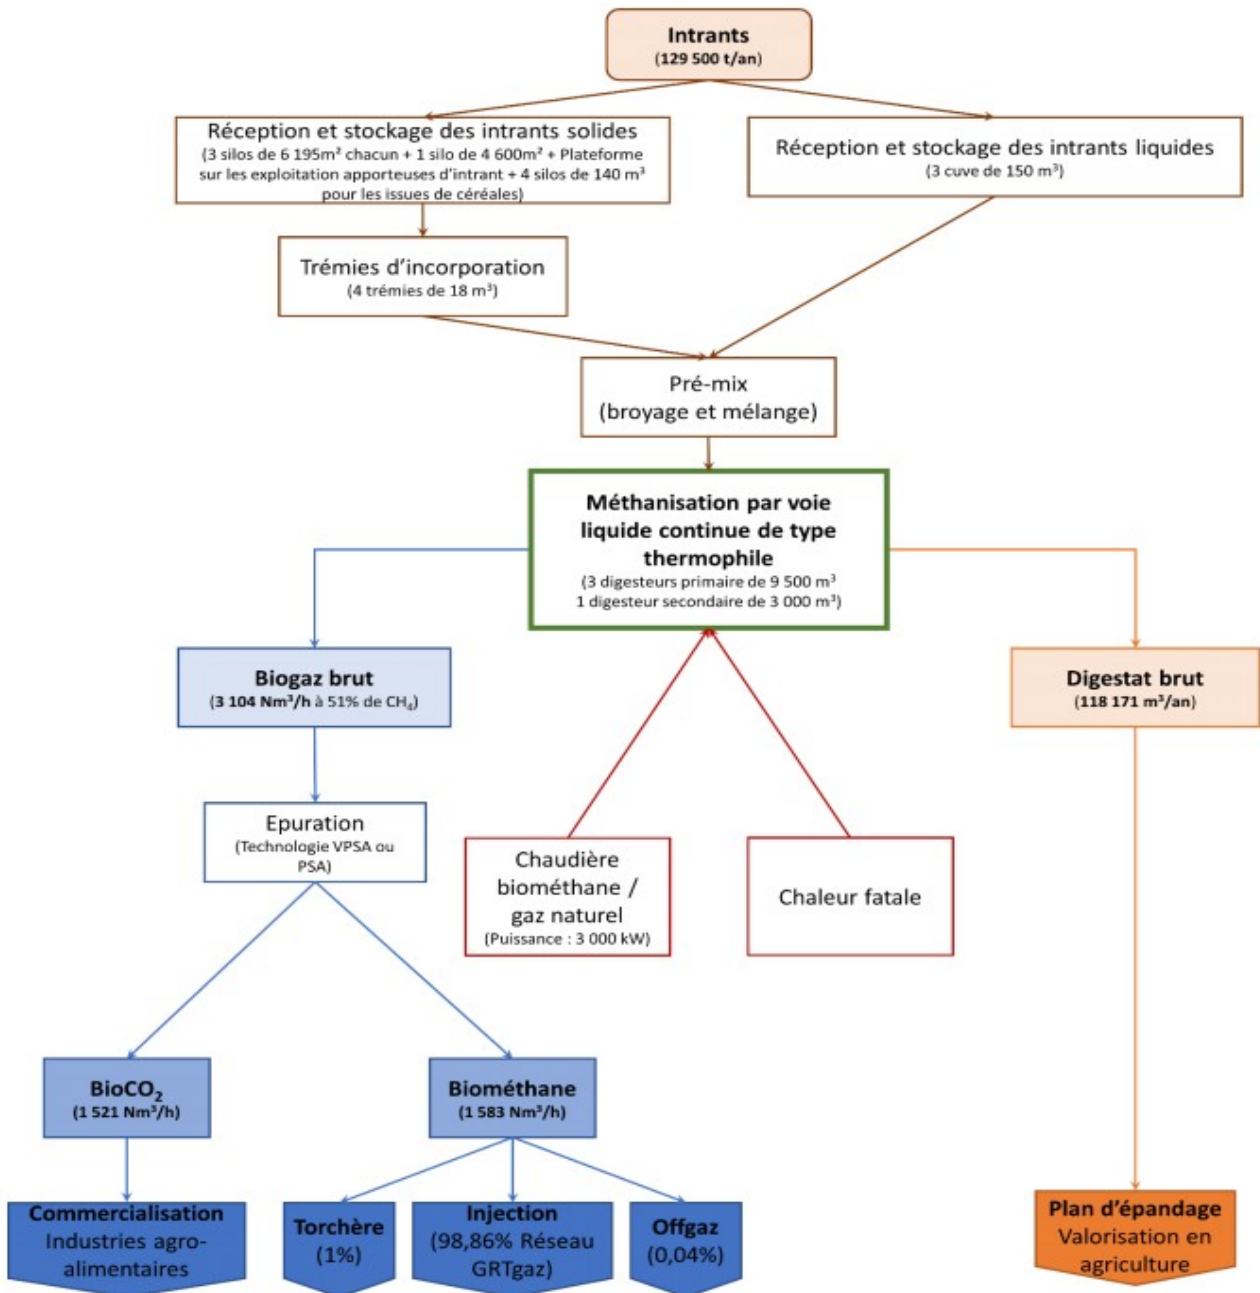 Intrants
(129 500 t/an)
Réception et stockage des intrants solides
(3 silos de 6 195m² chacun + 1 silo de 4 600m² + Plateforme
sur les exploitation apporteuses d’intrant + 4 silos de 140 m³
pour les issues de céréales)
Réception et stockage des intrants liquides
(3 cuve de 150 m³)
Trémies d’incorporation
(4 trémies de 18 m³)
Pré-mix
(broyage et mélange)
Méthanisation par voie
liquide continue de type
thermophile
(3 digesteurs primaire de 9 500 m³
1 digesteur secondaire de 3 000 m³)
Biogaz brut
(3 104 Nm³/h à 51% de CH₄)
Digestat brut
(118 171 m³/an)
Epuration
(Technologie VPSA ou
PSA)
Chaudière
biométhane /
gaz naturel
(Puissance : 3 000 kW)
Chaleur fatale
BioCO₂
(1 521 Nm³/h)
Biométhane
(1 583 Nm³/h)
Commercialisation
Industries agro-
alimentaires
Torchère
(1%)
Injection
(98,86% Réseau
GRTgaz)
Offgaz
(0,04%)
Plan d’épandage
Valorisation en
agriculture